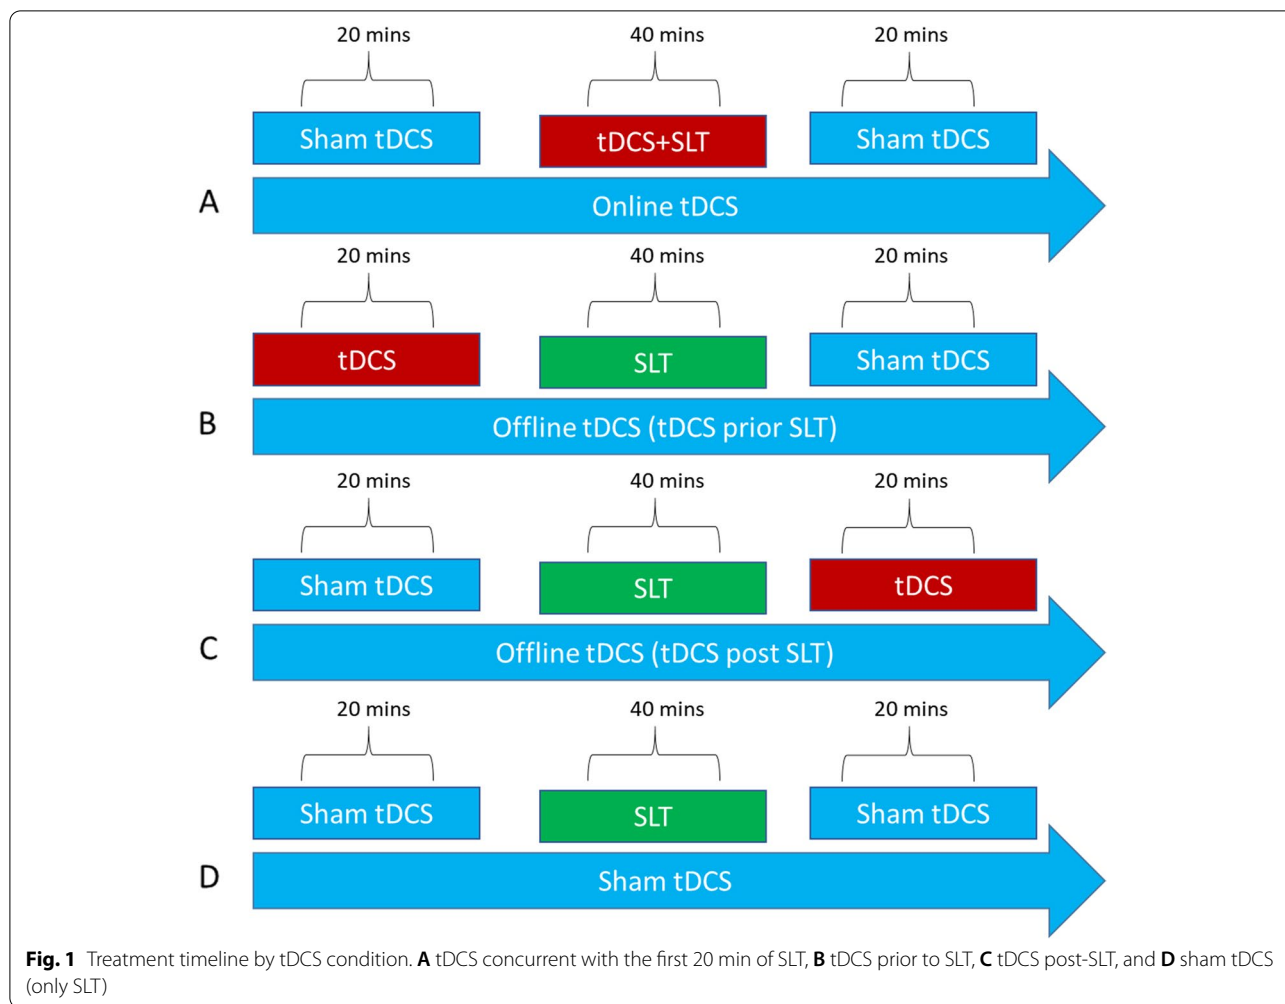 20 mins 40 mins 20 mins
Sham tDCS tDCS+SLT Sham tDCS
A Online tDCS
20 mins 40 mins 20 mins
tDCS SLT Sham tDCS
B Offline tDCS (tDCS prior SLT)
20 mins 40 mins 20 mins
Sham tDCS SLT tDCS
C Offline tDCS (tDCS post SLT)
20 mins 40 mins 20 mins
Sham tDCS SLT Sham tDCS
D Sham tDCS
Fig. 1 Treatment timeline by tDCS condition. A tDCS concurrent with the first 20 min of SLT, B tDCS prior to SLT, C tDCS post-SLT, and D sham tDCS
(only SLT)